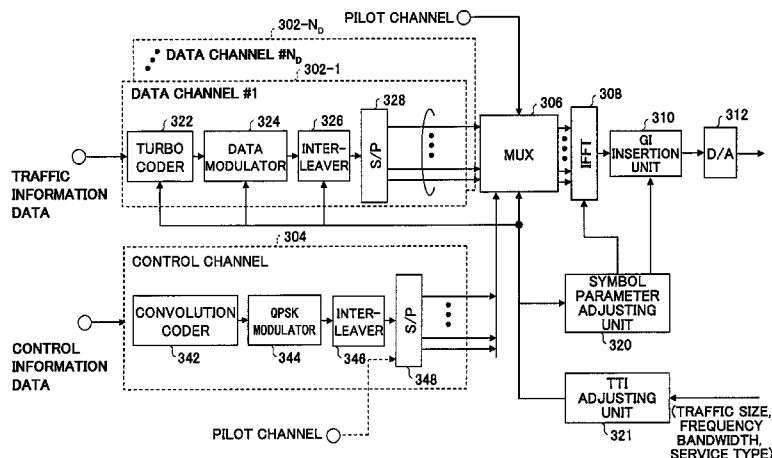 PILOT CHANNEL
302-ND
DATA CHANNEL #ND
302-1
DATA CHANNEL #1
322
324
326
328
306
308
310
312
TURBO
CODER
DATA
MODULATOR
INTER-
LEAVER
S/P
MUX
IFFT
GI
INSERTION
UNIT
D/A
TRAFFIC
INFORMATION
DATA
304
CONTROL CHANNEL
CONVOLUTION
CODER
QPSK
MODULATOR
INTER-
LEAVER
S/P
342
344
346
348
SYMBOL
PARAMETER
ADJUSTING
UNIT
320
CONTROL
INFORMATION
DATA
PILOT CHANNEL
TTI
ADJUSTING
UNIT
321
(TRAFFIC SIZE,
FREQUENCY
BANDWIDTH,
SERVICE TYPE)